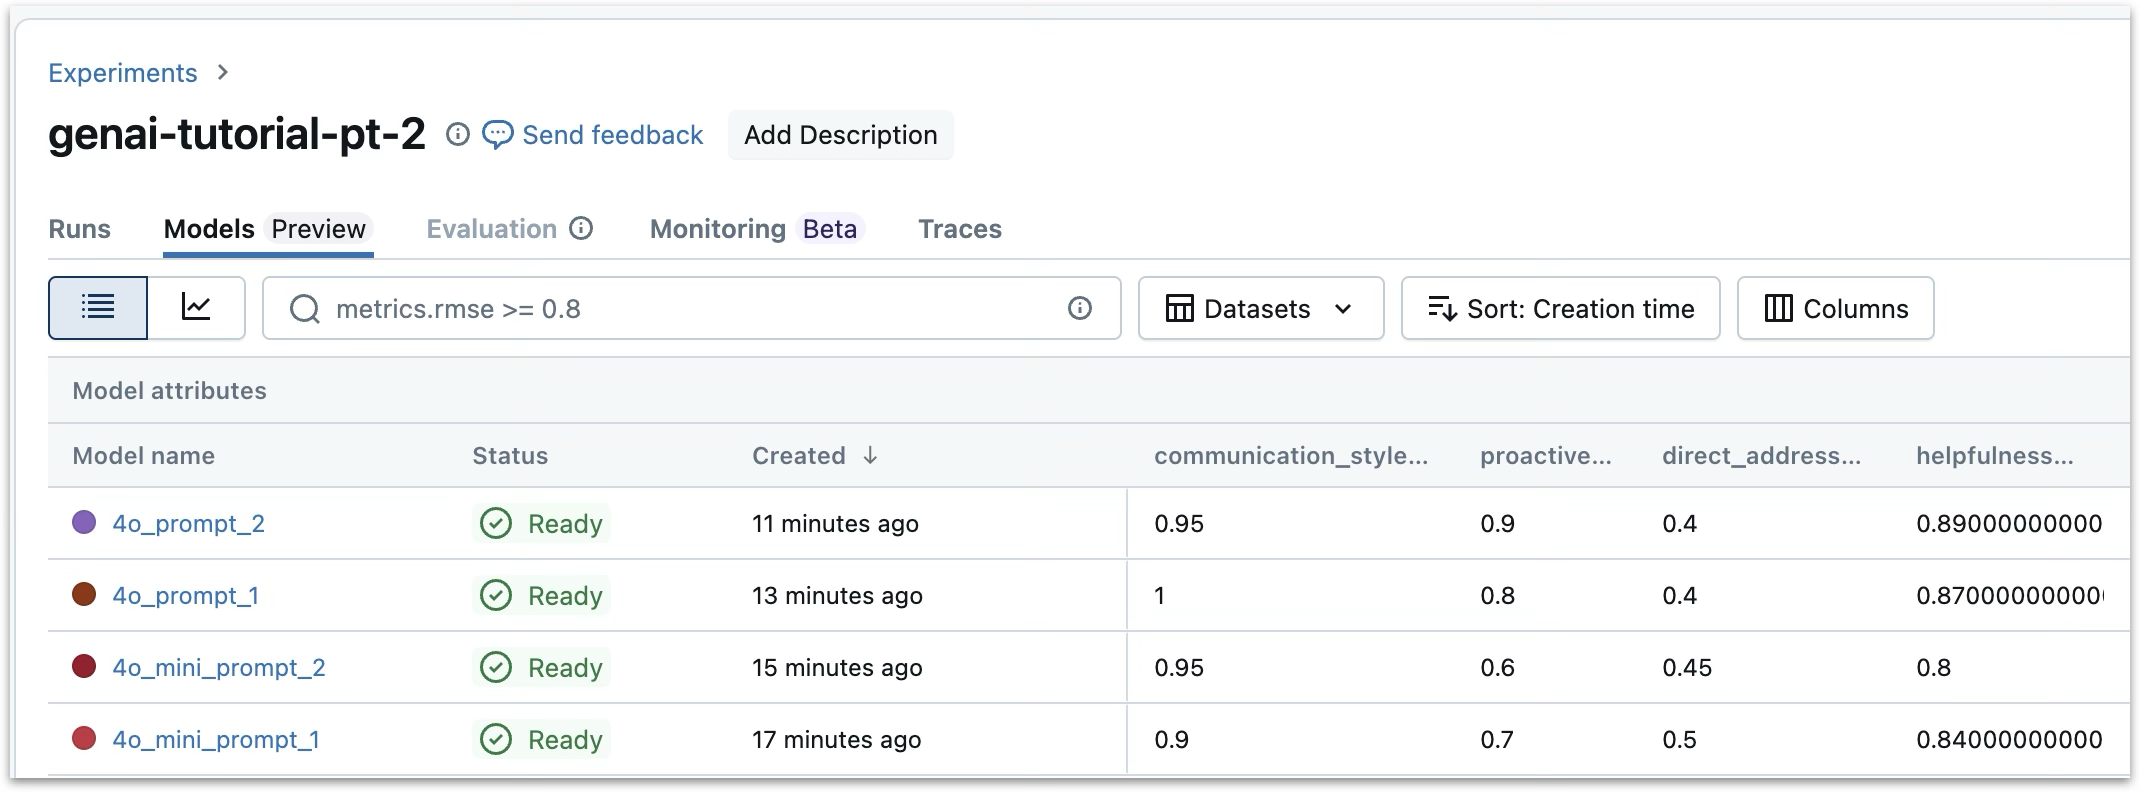 Experiments >
genai-tutorial-pt-2 Send feedback Add Description
Runs Models Preview Evaluation Monitoring Beta Traces
metrics.rmse >= 0.8 Datasets Sort: Creation time Columns
Model attributes
Model name Status Created ↓ communication_style... proactive... direct_address... helpfulness...
4o_prompt_2 Ready 11 minutes ago 0.95 0.9 0.4 0.89000000000
4o_prompt_1 Ready 13 minutes ago 1 0.8 0.4 0.870000000000
4o_mini_prompt_2 Ready 15 minutes ago 0.95 0.6 0.45 0.8
4o_mini_prompt_1 Ready 17 minutes ago 0.9 0.7 0.5 0.84000000000